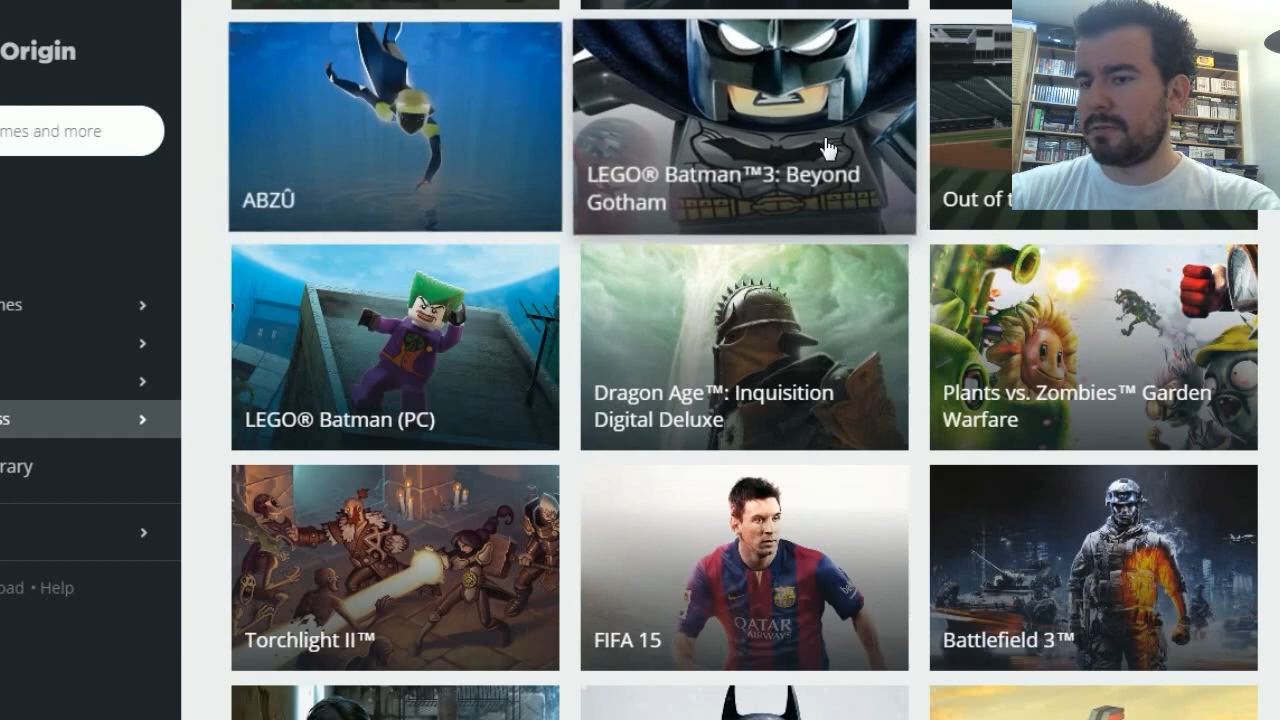 Origin
mes and more
nes
ss
rary
oad • Help
ABZÛ
LEGO® Batman™3: Beyond
Gotham
Out of t
LEGO® Batman (PC)
Dragon Age™: Inquisition
Digital Deluxe
Plants vs. Zombies™ Garden
Warfare
Torchlight II™
FIFA 15
QATAR
AIRWAYS
Battlefield 3™